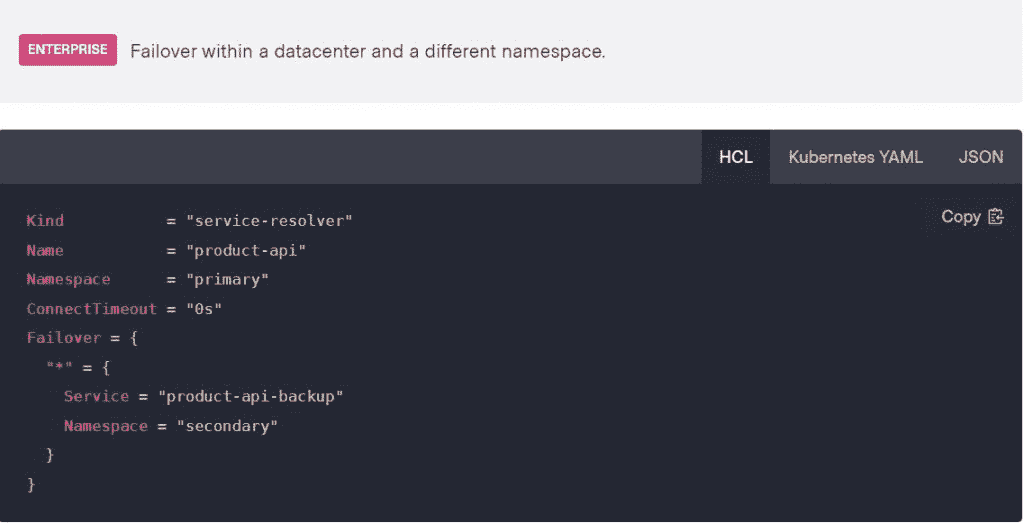 ENTERPRISE Failover within a datacenter and a different namespace.
HCL Kubernetes YAML JSON
Copy
Kind = "service-resolver"
Name = "product-api"
Namespace = "primary"
ConnectTimeout = "0s"
Failover = {
"*" = {
Service = "product-api-backup"
Namespace = "secondary"
}
}